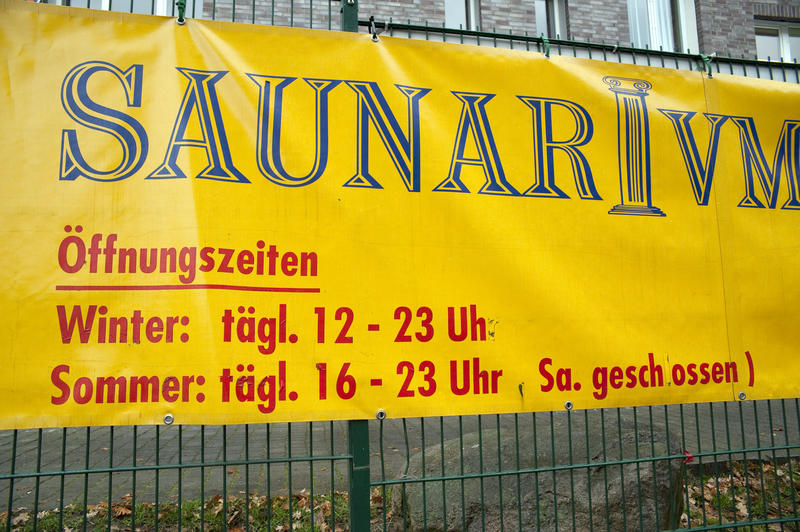 SAUNARIVM
Öffnungszeiten
Winter: tägl. 12 - 23 Uh
Sommer: tägl. 16 - 23 Uhr Sa. gesch ossen )